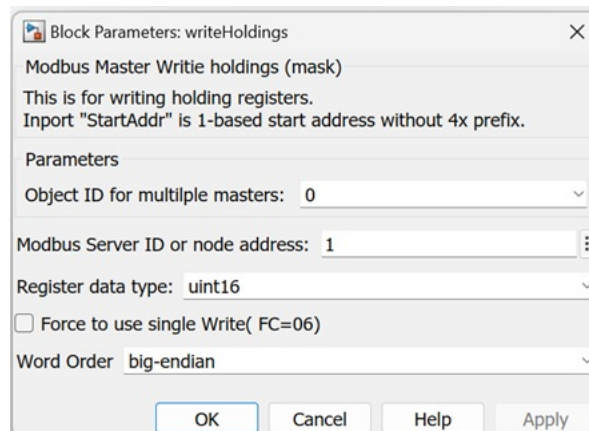 Block Parameters: writeHoldings
Modbus Master Writie holdings (mask)
This is for writing holding registers.
Inport "StartAddr" is 1-based start address without 4x prefix.
Parameters
Object ID for multilple masters: 0
Modbus Server ID or node address: 1
Register data type: uint16
Force to use single Write( FC=06)
Word Order big-endian
OK Cancel Help Apply